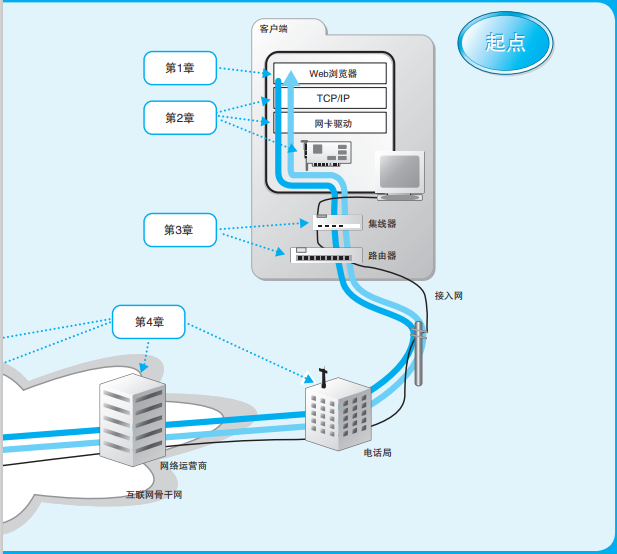 客户端
起点
第1章
Web浏览器
第2章
TCP/IP
网卡驱动
第3章
集线器
路由器
接入网
第4章
电话局
网络运营商
互联网骨干网